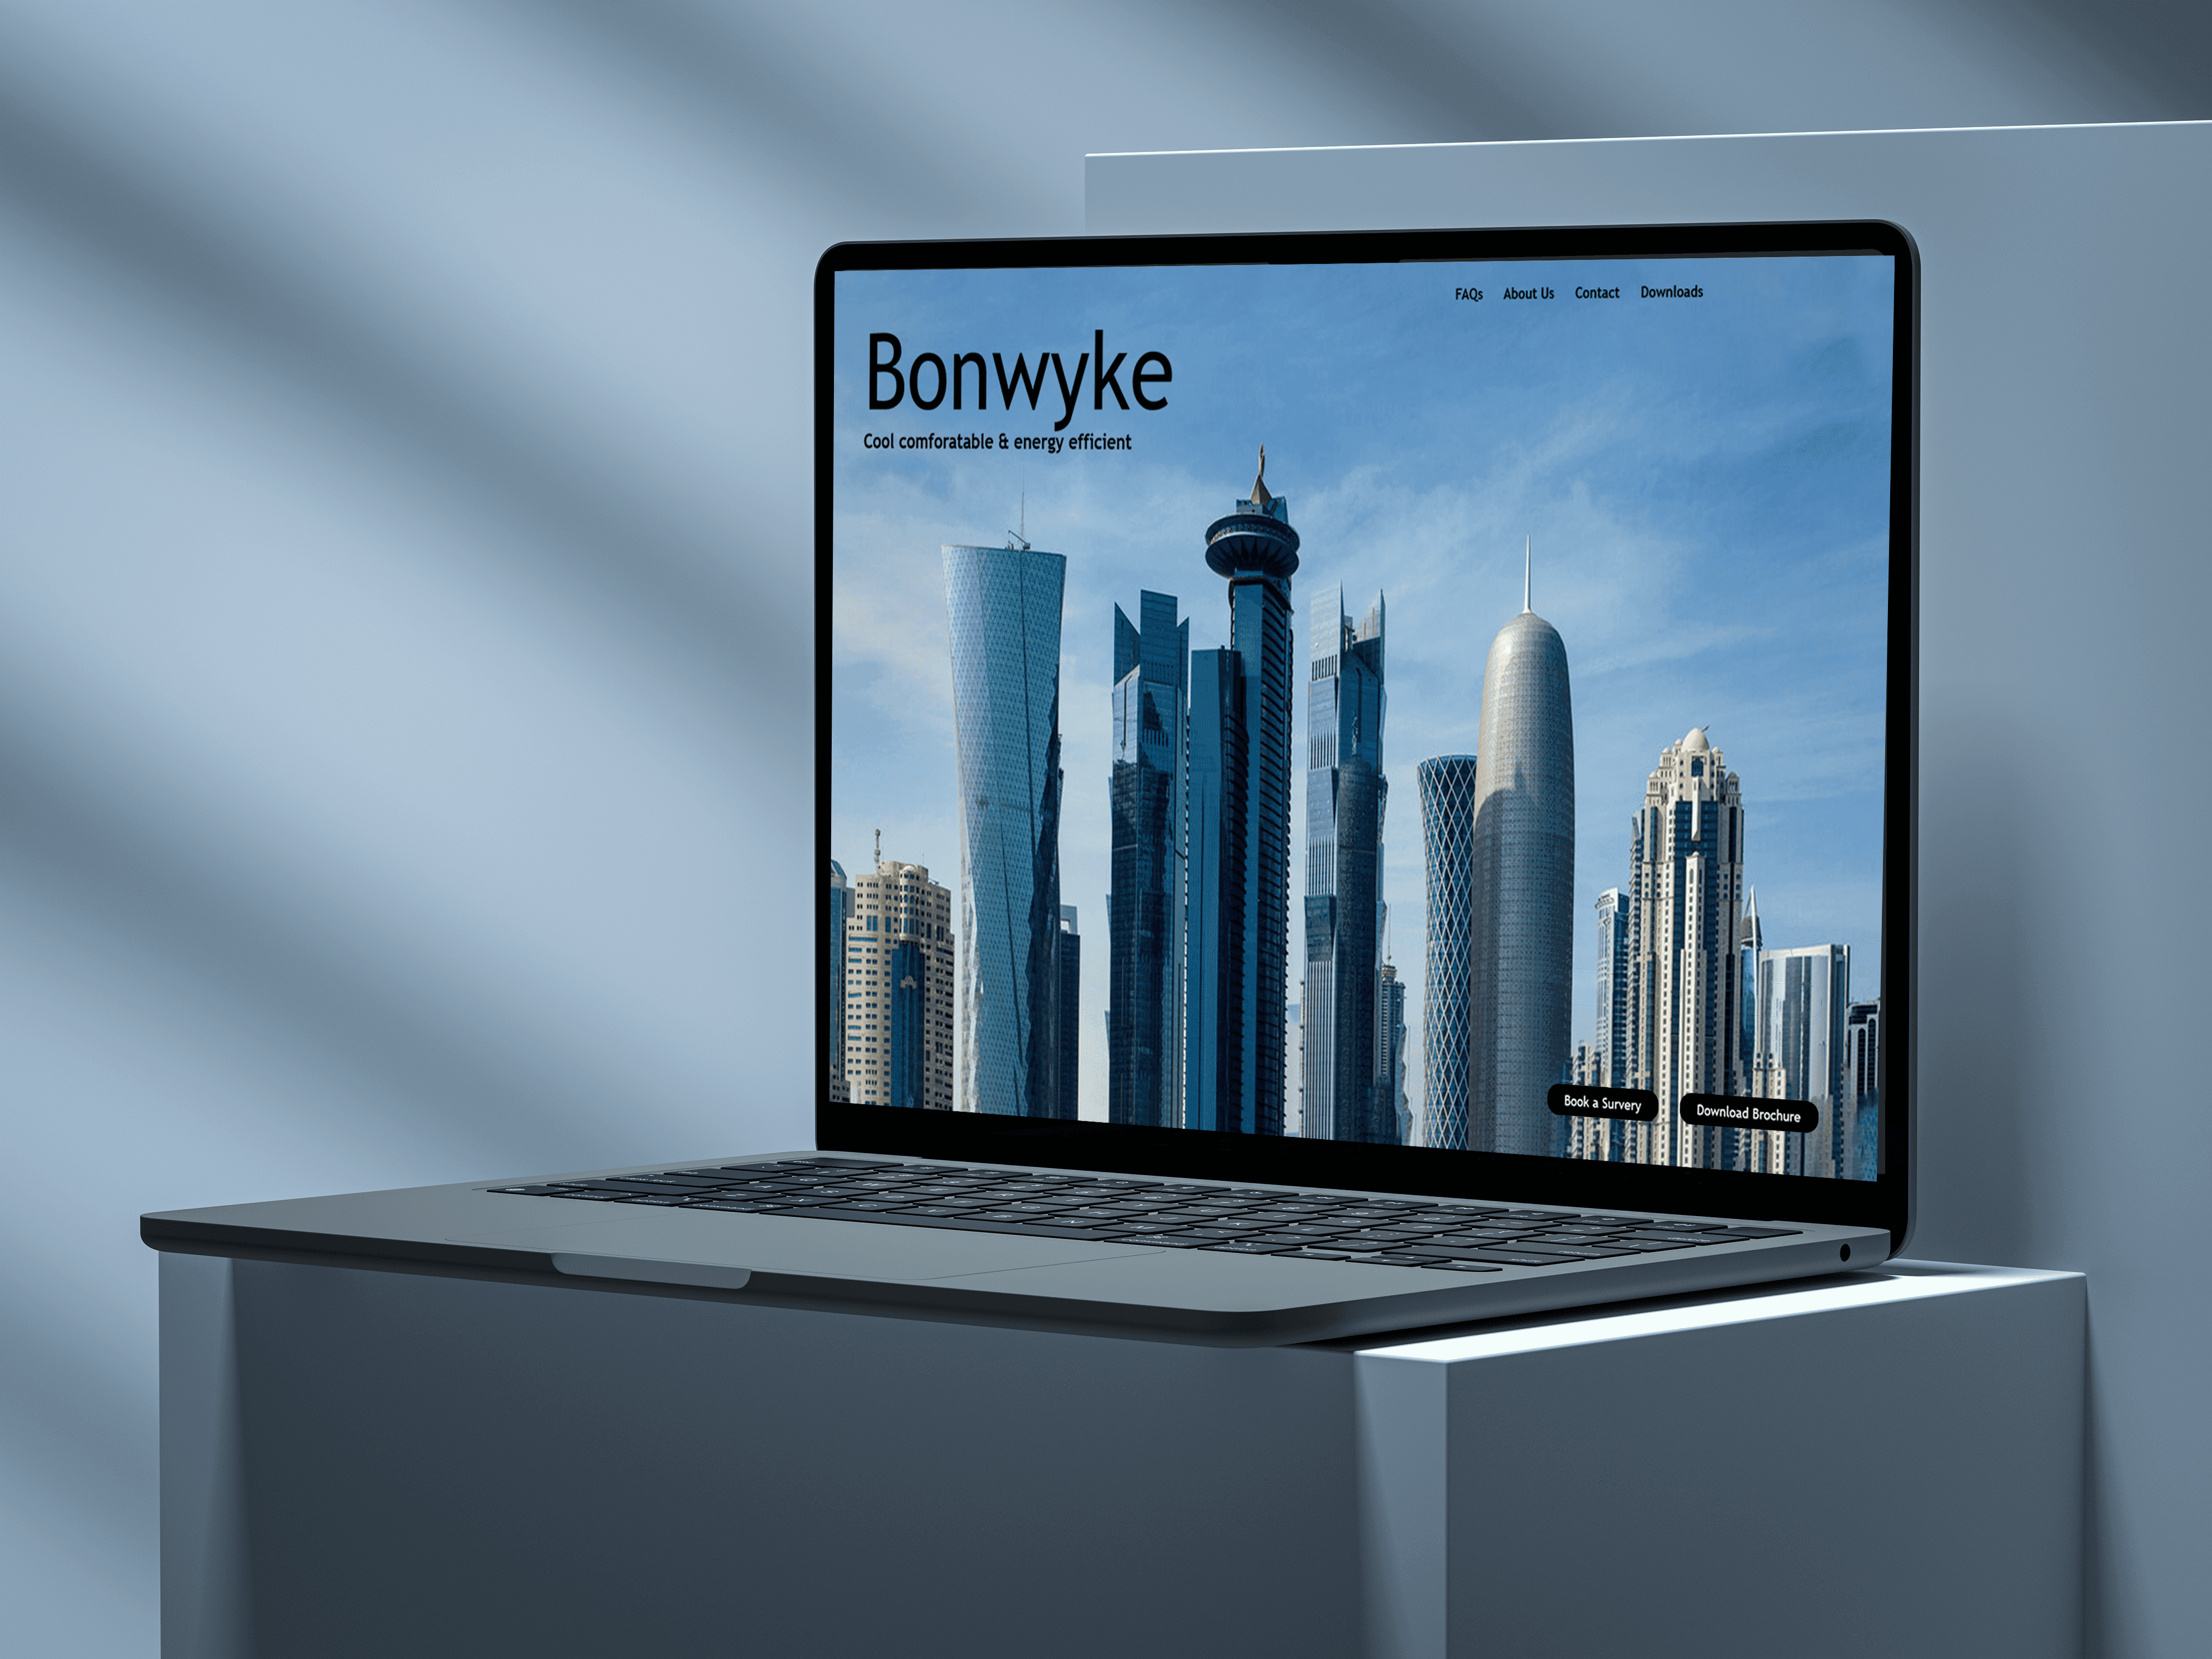 FAQs About Us Contact Downloads
Bonwyke
Cool comforatable & energy efficient
Book a Survery Download Brochure